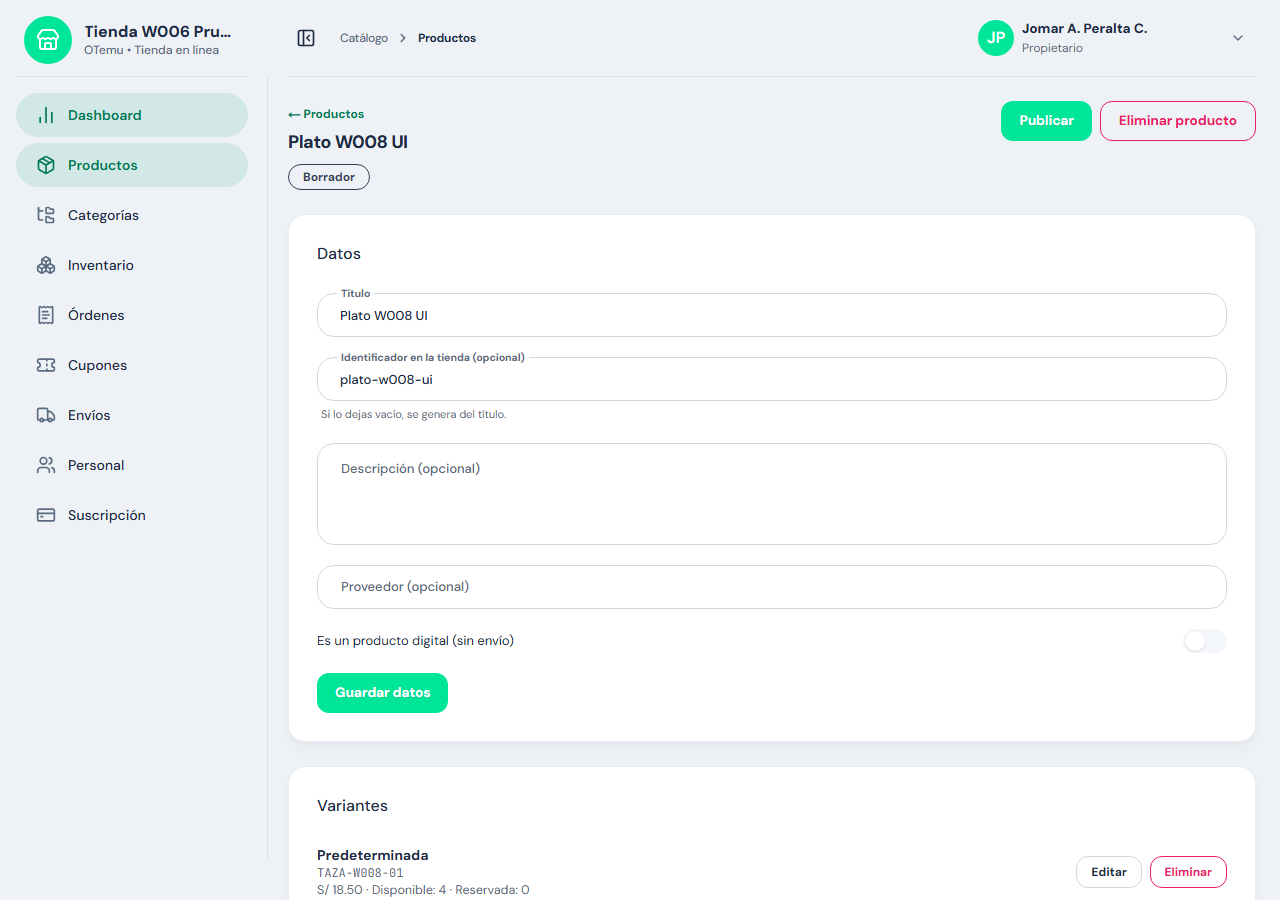 Tienda W006 Pru...
OTemu • Tienda en línea
Catálogo > Productos
JP
Jomar A. Peralta C.
Propietario
Dashboard
Productos
Categorías
Inventario
Órdenes
Cupones
Envíos
Personal
Suscripción
← Productos
Plato W008 UI
Borrador
Publicar
Eliminar producto
Datos
Título
Plato W008 UI
Identificador en la tienda (opcional)
plato-w008-ui
Si lo dejas vacío, se genera del título.
Descripción (opcional)
Proveedor (opcional)
Es un producto digital (sin envío)
Guardar datos
Variantes
Predeterminada
TAZA-W008-01
S/ 18.50 · Disponible: 4 · Reservada: 0
Editar
Eliminar